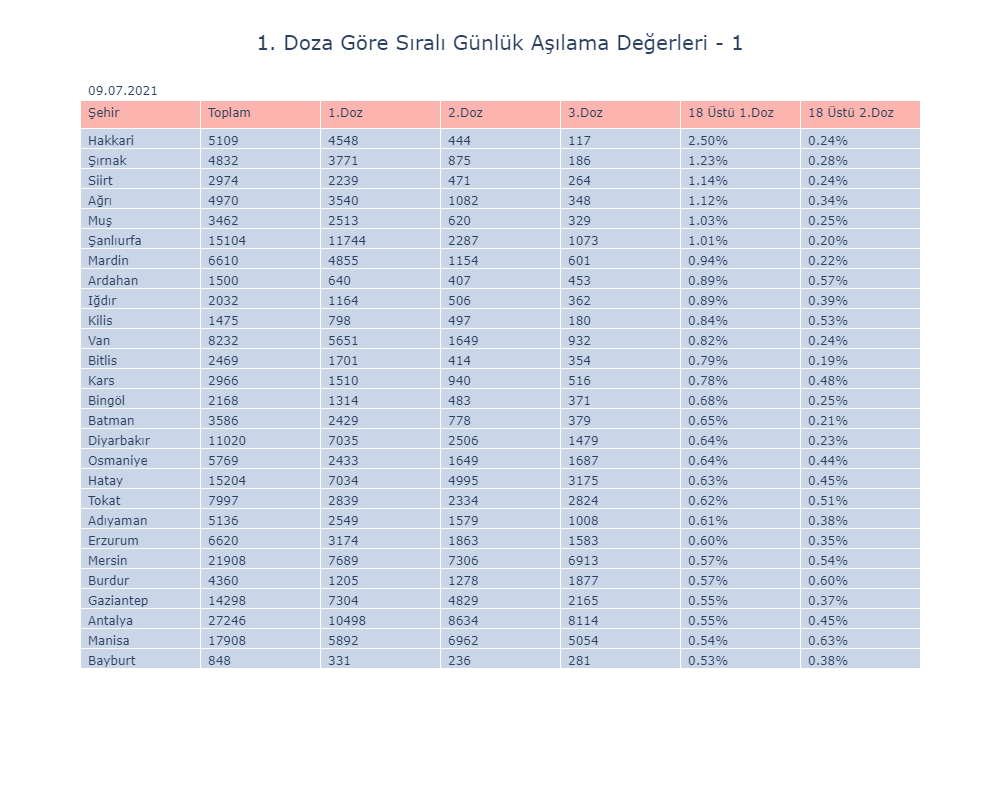 1. Doza Göre Sıralı Günlük Aşılama Değerleri - 1
09.07.2021
Şehir Toplam 1.Doz 2.Doz 3.Doz 18 Üstü 1.Doz 18 Üstü 2.Doz
Hakkari 5109 4548 444 117 2.50% 0.24%
Şırnak 4832 3771 875 186 1.23% 0.28%
Siirt 2974 2239 471 264 1.14% 0.24%
Ağrı 4970 3540 1082 348 1.12% 0.34%
Muş 3462 2513 620 329 1.03% 0.25%
Şanlıurfa 15104 11744 2287 1073 1.01% 0.20%
Mardin 6610 4855 1154 601 0.94% 0.22%
Ardahan 1500 640 407 453 0.89% 0.57%
Iğdır 2032 1164 506 362 0.89% 0.39%
Kilis 1475 798 497 180 0.84% 0.53%
Van 8232 5651 1649 932 0.82% 0.24%
Bitlis 2469 1701 414 354 0.79% 0.19%
Kars 2966 1510 940 516 0.78% 0.48%
Bingöl 2168 1314 483 371 0.68% 0.25%
Batman 3586 2429 778 379 0.65% 0.21%
Diyarbakır 11020 7035 2506 1479 0.64% 0.23%
Osmaniye 5769 2433 1649 1687 0.64% 0.44%
Hatay 15204 7034 4995 3175 0.63% 0.45%
Tokat 7997 2839 2334 2824 0.62% 0.51%
Adıyaman 5136 2549 1579 1008 0.61% 0.38%
Erzurum 6620 3174 1863 1583 0.60% 0.35%
Mersin 21908 7689 7306 6913 0.57% 0.54%
Burdur 4360 1205 1278 1877 0.57% 0.60%
Gaziantep 14298 7304 4829 2165 0.55% 0.37%
Antalya 27246 10498 8634 8114 0.55% 0.45%
Manisa 17908 5892 6962 5054 0.54% 0.63%
Bayburt 848 331 236 281 0.53% 0.38%